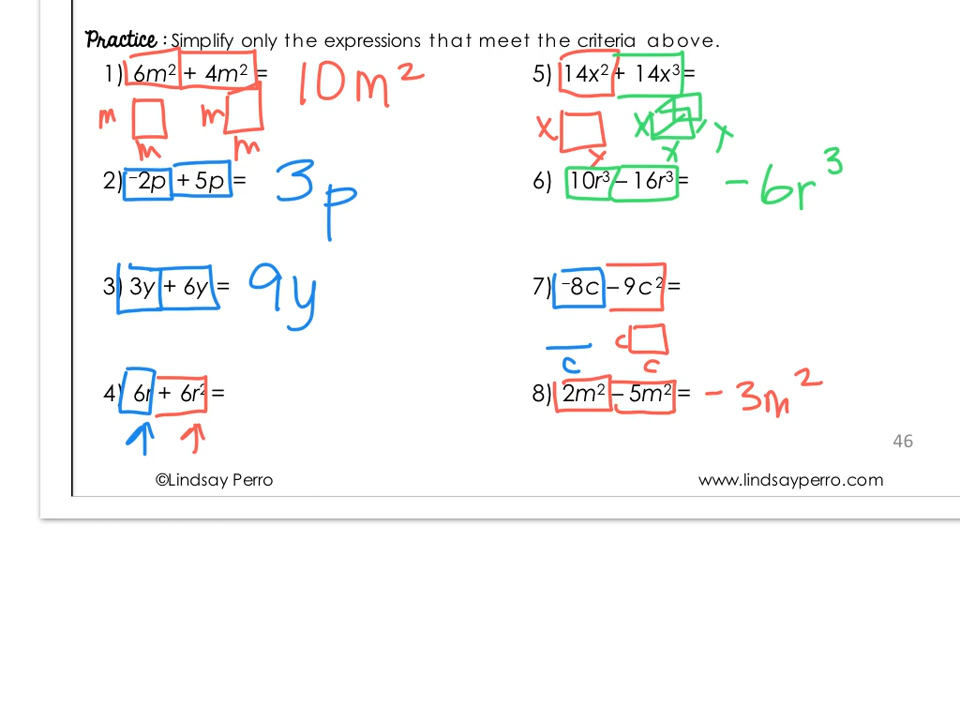 Practice : Simplify only the expressions that meet the criteria above.
1) 6m² + 4m² = 10m²
m m
m m
2) ⁻2p + 5p = 3p
3) 3y + 6y = 9y
4) 6r + 6r² =
5) 14x² + 14x³ =
x x x
x x
6) 10r³ – 16r³ = -6r³
7) ⁻8c – 9c² =
c
c c
8) 2m² – 5m² = -3m²
46
©Lindsay Perro
www.lindsayperro.com